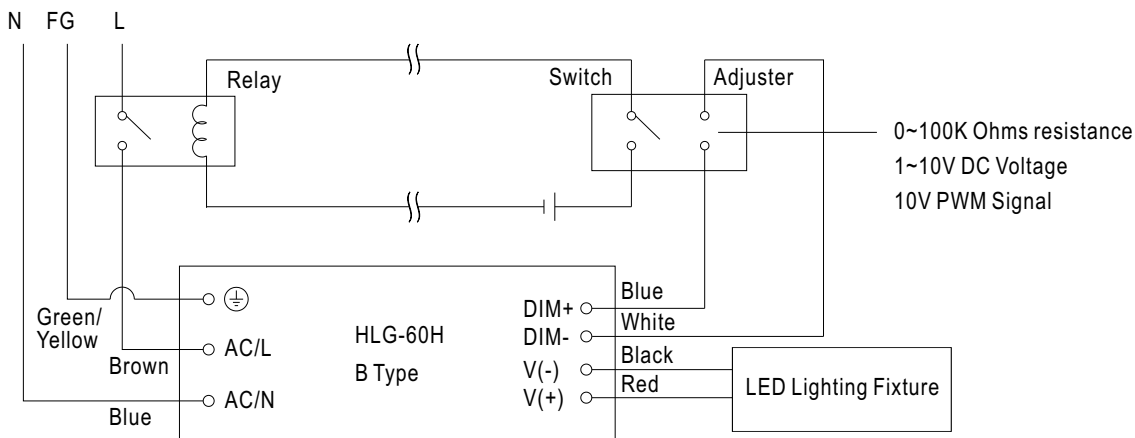 N FG L
Relay
Switch
Adjuster
0~100K Ohms resistance
1~10V DC Voltage
10V PWM Signal
Green/
Yellow
Brown
Blue
AC/L
AC/N
HLG-60H
B Type
DIM+
DIM-
V(-)
V(+)
Blue
White
Black
Red
LED Lighting Fixture